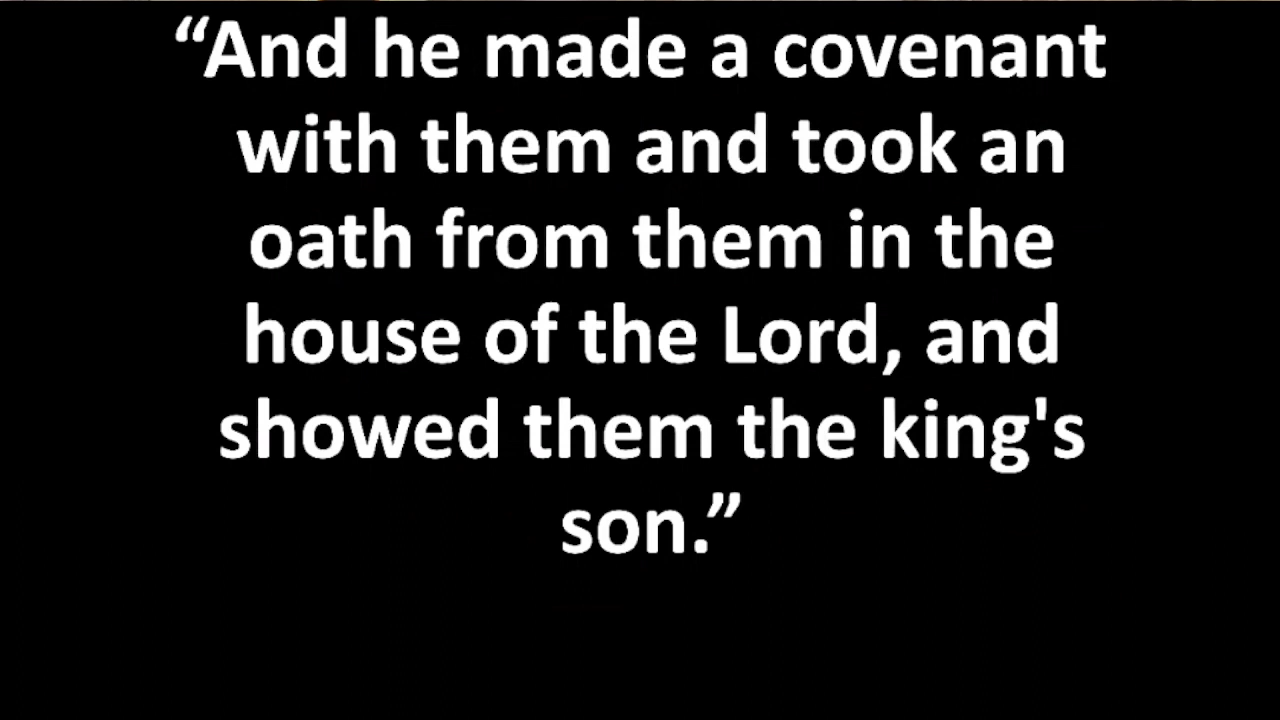 “And he made a covenant
with them and took an
oath from them in the
house of the Lord, and
showed them the king's
son.”